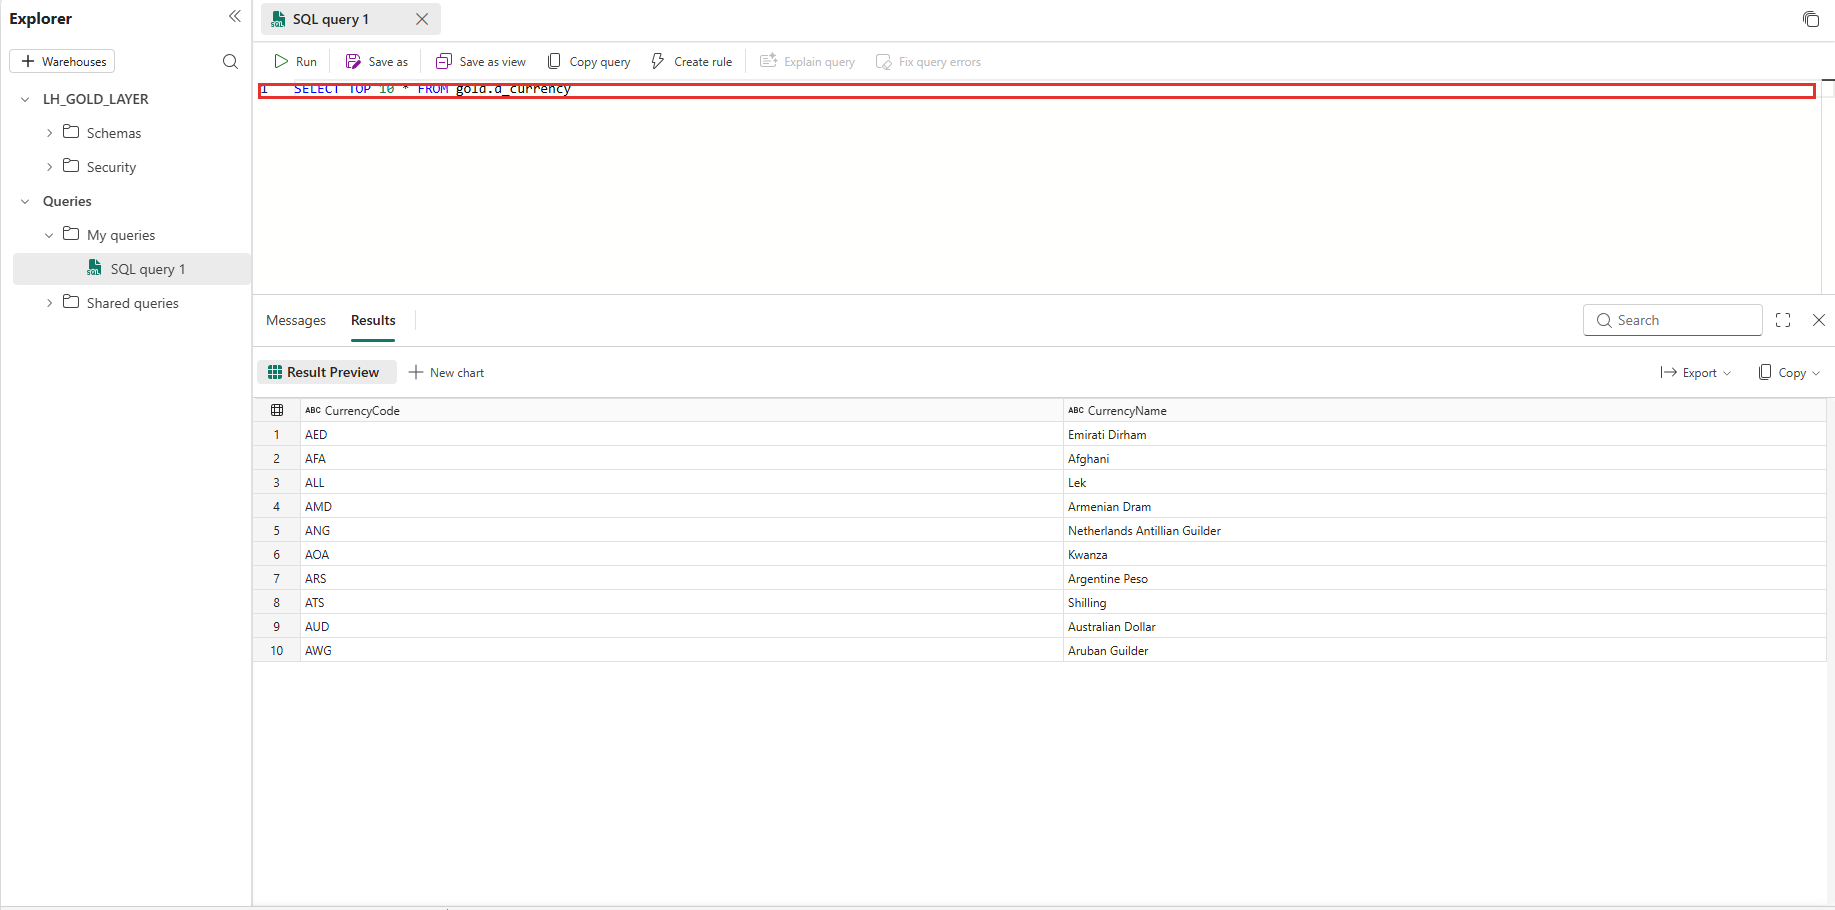 Explorer
SQL query 1
Warehouses
Run
Save as
Save as view
Copy query
Create rule
Explain query
Fix query errors
LH_GOLD_LAYER
Schemas
Security
Queries
My queries
SQL query 1
Shared queries
1 SELECT TOP 10 * FROM gold.d_currency
Messages
Results
Search
Result Preview
New chart
Export
Copy
ABC CurrencyCode ABC CurrencyName
1 AED Emirati Dirham
2 AFA Afghani
3 ALL Lek
4 AMD Armenian Dram
5 ANG Netherlands Antillian Guilder
6 AOA Kwanza
7 ARS Argentine Peso
8 ATS Shilling
9 AUD Australian Dollar
10 AWG Aruban Guilder